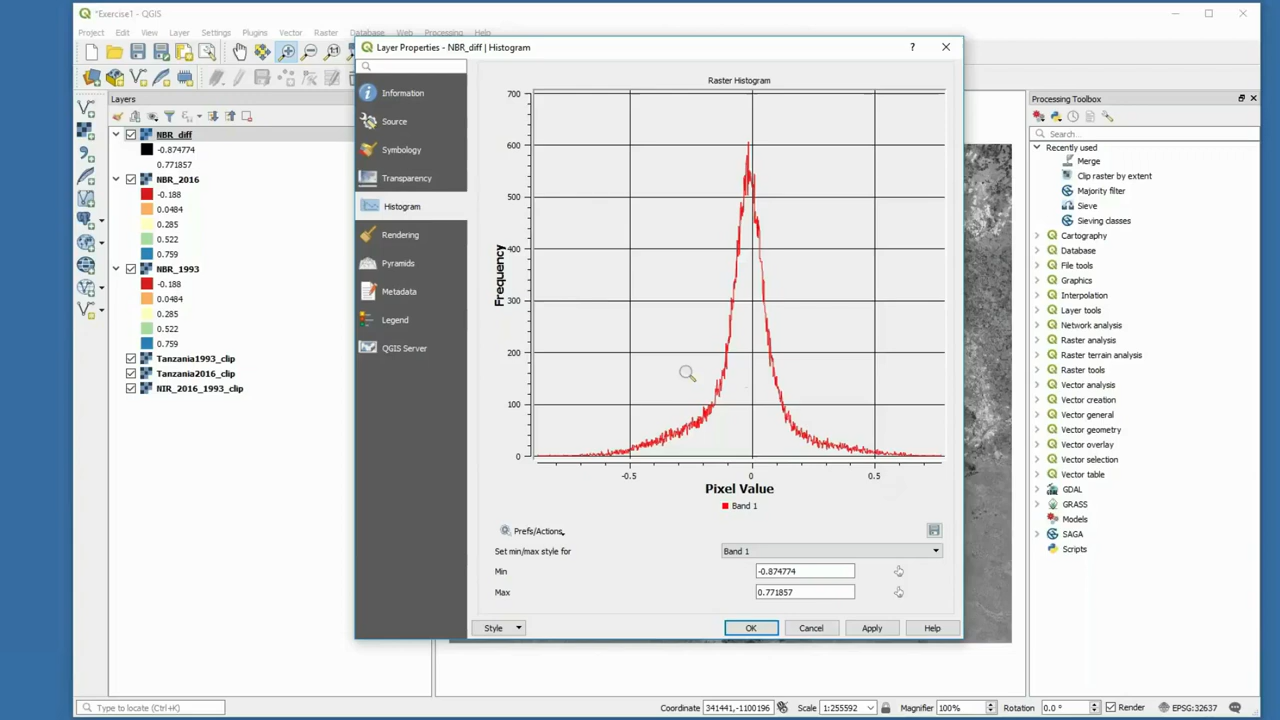 *Exercise1 - QGIS
Project Edit View Layer Settings Plugins Vector Raster Database Web Processing Help
Layers
NBR_diff
-0.874774
0.771857
NBR_2016
-0.188
0.0484
0.285
0.522
0.759
NBR_1993
-0.188
0.0484
0.285
0.522
0.759
Tanzania1993_clip
Tanzania2016_clip
NIR_2016_1993_clip
Layer Properties - NBR_diff | Histogram
Information
Source
Symbology
Transparency
Histogram
Rendering
Pyramids
Metadata
Legend
QGIS Server
Raster Histogram
700
600
500
400
300
200
100
0
Frequency
-0.5 0 0.5
Pixel Value
Band 1
Prefs/Actions
Set min/max style for Band 1
Min -0.874774
Max 0.771857
Style OK Cancel Apply Help
Processing Toolbox
Search...
Recently used
Merge
Clip raster by extent
Majority filter
Sieve
Sieving classes
Cartography
Database
File tools
Graphics
Interpolation
Layer tools
Network analysis
Raster analysis
Raster terrain analysis
Raster tools
Vector analysis
Vector creation
Vector general
Vector geometry
Vector overlay
Vector selection
Vector table
GDAL
GRASS
Models
SAGA
Scripts
Type to locate (Ctrl+K) Coordinate 341441,-1100196 Scale 1:255592 Magnifier 100% Rotation 0.0 ° Render EPSG:32637